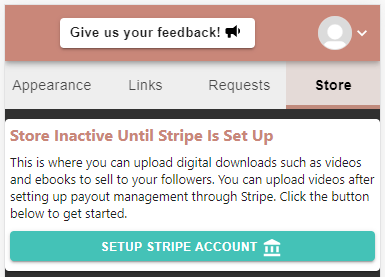 Give us your feedback!
Appearance Links Requests Store
Store Inactive Until Stripe Is Set Up
This is where you can upload digital downloads such as videos
and ebooks to sell to your followers. You can upload videos after
setting up payout management through Stripe. Click the button
below to get started.
SETUP STRIPE ACCOUNT